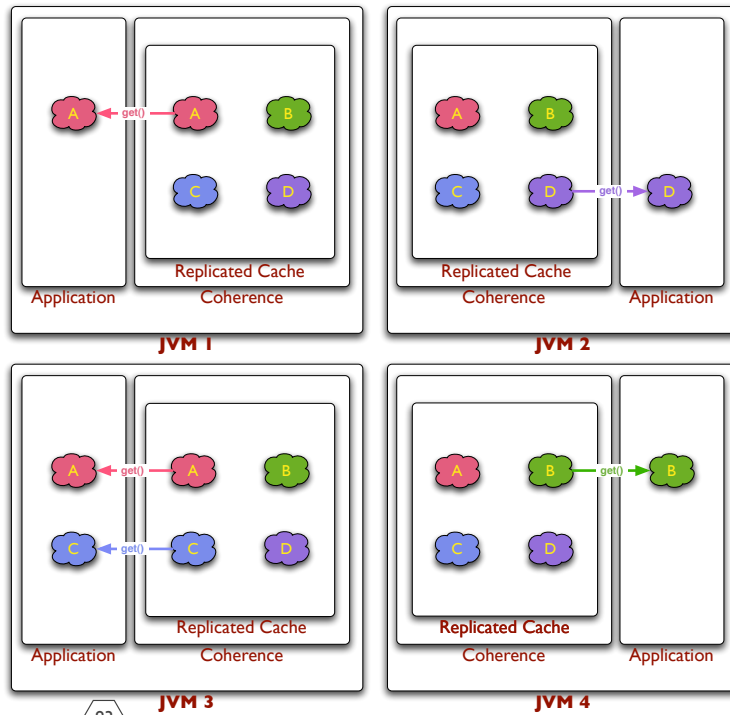 A get() A B
C D
Replicated Cache
Application Coherence
JVM 1
A B
C D get() D
Replicated Cache
Coherence Application
JVM 2
A get() A B
C get() C D
Replicated Cache
Application Coherence
JVM 3
A B get() B
C D
Replicated Cache
Coherence Application
JVM 4